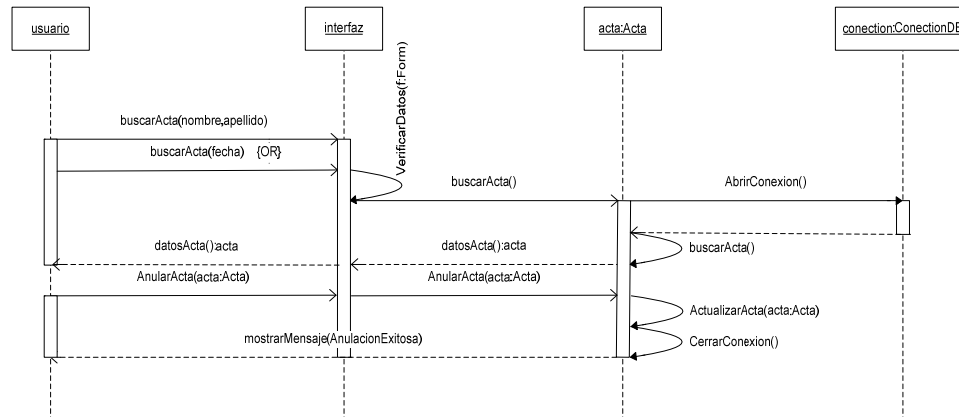 usuario
interfaz
acta:Acta
conection:ConectionDB
VerificarDatos(f:Form)
buscarActa(nombre,apellido)
buscarActa(fecha) {OR}
buscarActa()
AbrirConexion()
datosActa():acta
datosActa():acta
buscarActa()
AnularActa(acta:Acta)
AnularActa(acta:Acta)
ActualizarActa(acta:Acta)
mostrarMensaje(AnulacionExitosa)
CerrarConexion()